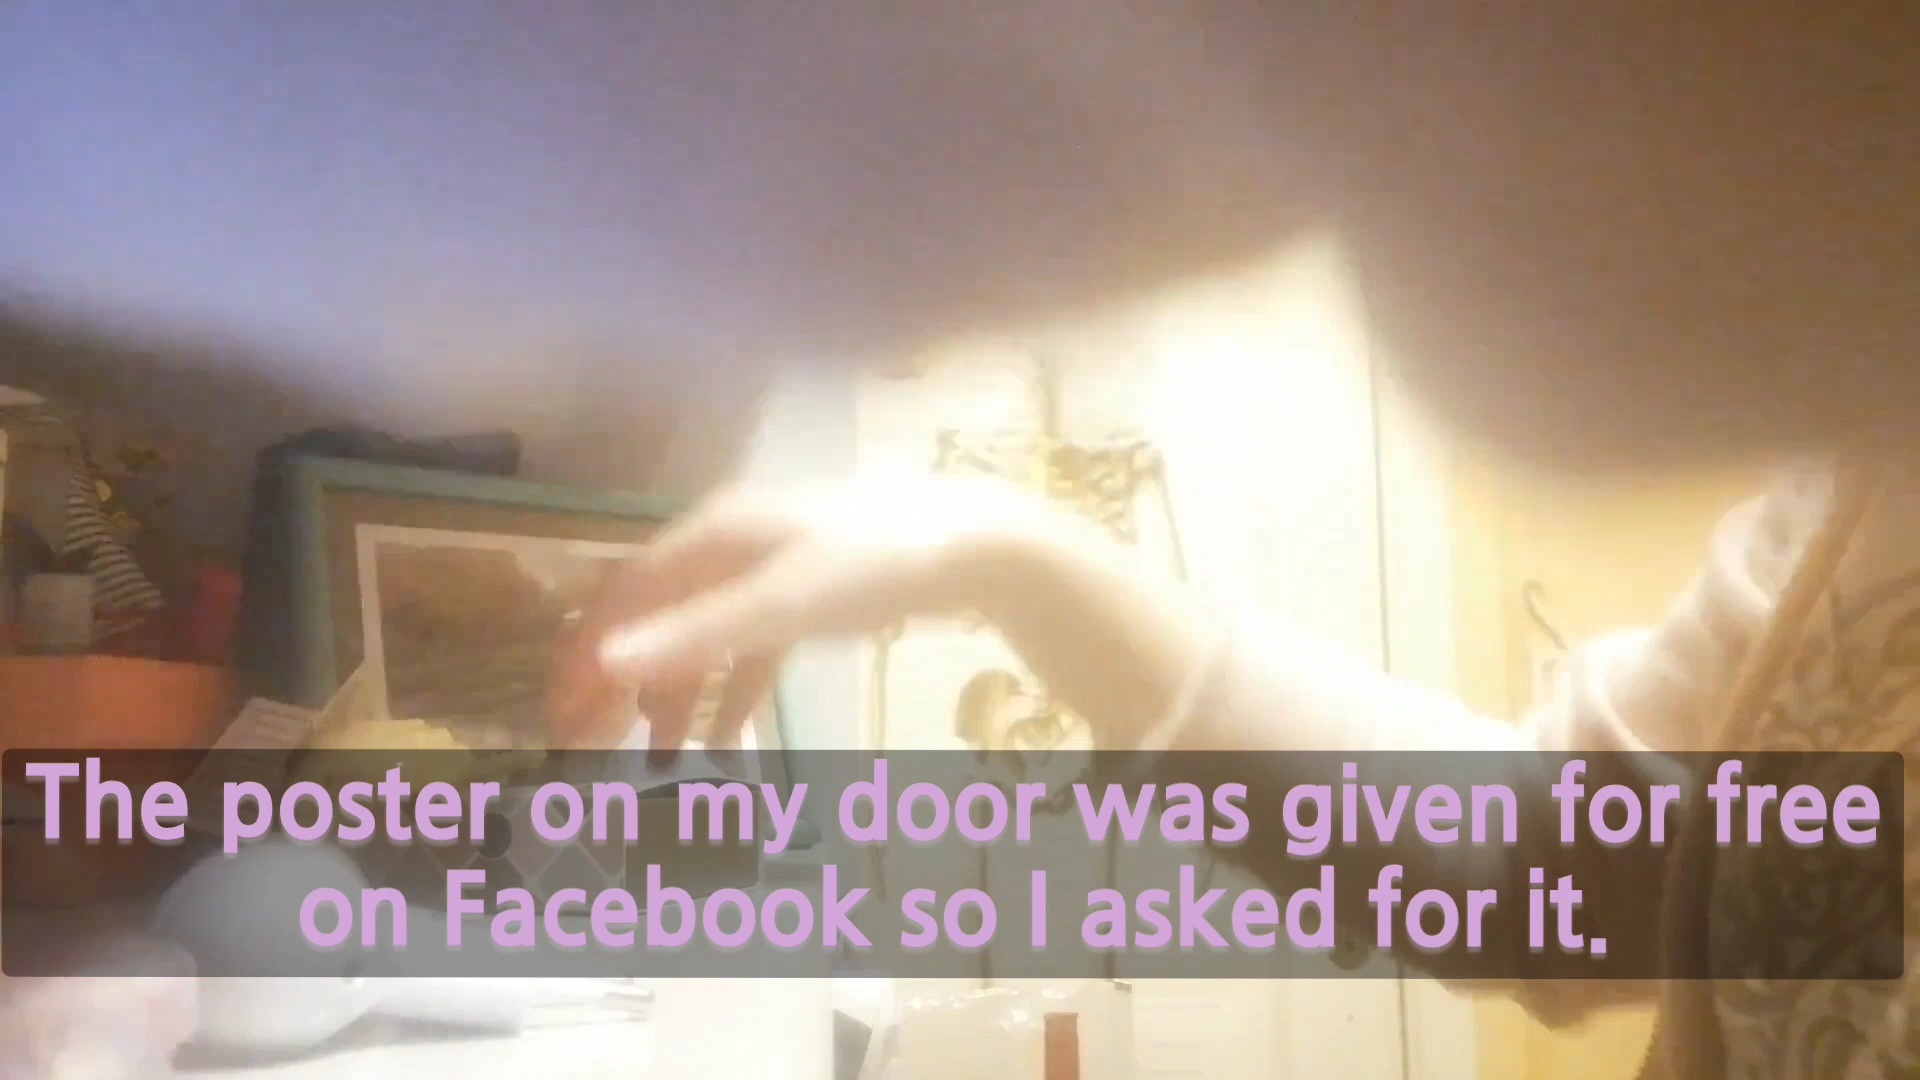 The poster on my door was given for free
on Facebook so I asked for it.